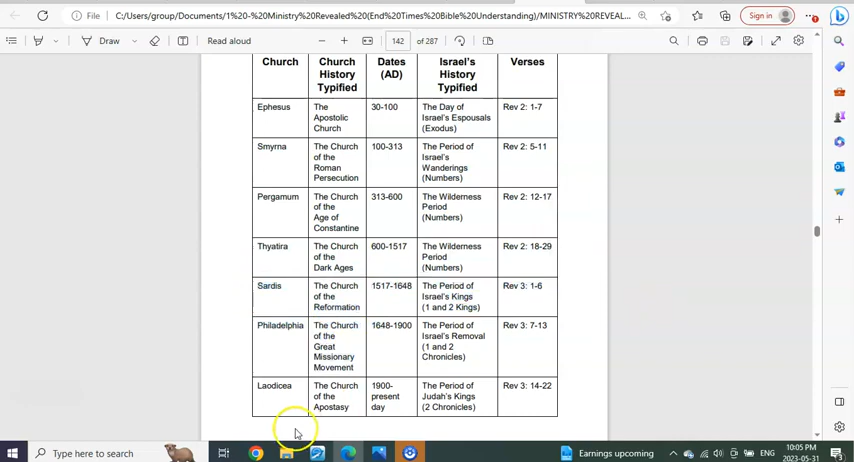 File
C:/Users/group/Documents/1%20-%20Ministry%20Revealed%20(End%20Times%20Bible%20Understanding)/MINISTRY%20REVEAL...
Sign in
Draw
Read aloud
142
of 287
Church
Church
History
Typified
Dates
(AD)
Israel's
History
Typified
Verses
Ephesus
The
Apostolic
Church
30-100
The Day of
Israel's Espousals
(Exodus)
Rev 2: 1-7
Smyrna
The Church
of the
Roman
Persecution
100-313
The Period of
Israel's
Wanderings
(Numbers)
Rev 2: 5-11
Pergamum
The Church
of the
Age of
Constantine
313-600
The Wilderness
Period
(Numbers)
Rev 2: 12-17
Thyatira
The Church
of the
Dark Ages
600-1517
The Wilderness
Period
(Numbers)
Rev 2: 18-29
Sardis
The Church
of the
Reformation
1517-1648
The Period of
Israel's Kings
(1 and 2 Kings)
Rev 3: 1-6
Philadelphia
The Church
of the
Great
Missionary
Movement
1648-1900
The Period of
Israel's Removal
(1 and 2
Chronicles)
Rev 3: 7-13
Laodicea
The Church
of the
Apostasy
1900-
present
day
The Period of
Judah's Kings
(2 Chronicles)
Rev 3: 14-22
Type here to search
Earnings upcoming
ENG
10:05 PM
2023-05-31